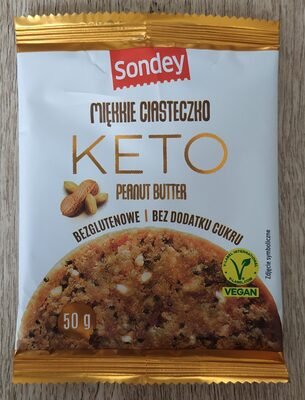 Sondey
MIĘKKIE CIASTECZKO
KETO
PEANUT BUTTER
BEZGLUTENOWE | BEZ DODATKU CUKRU
VEGAN
50 g
Zdjęcie symboliczne